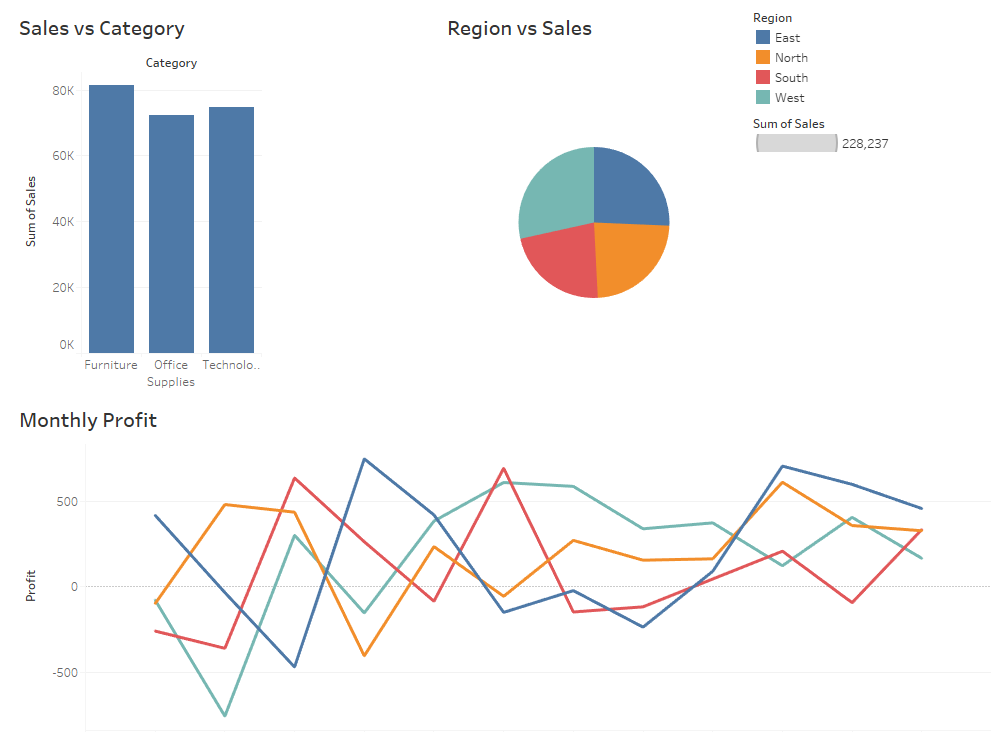 Sales vs Category
Category
Sum of Sales
80K
60K
40K
20K
0K
Furniture
Office
Supplies
Technolo..
Region vs Sales
Region
East
North
South
West
Sum of Sales
228,237
Monthly Profit
Profit
500
0
-500